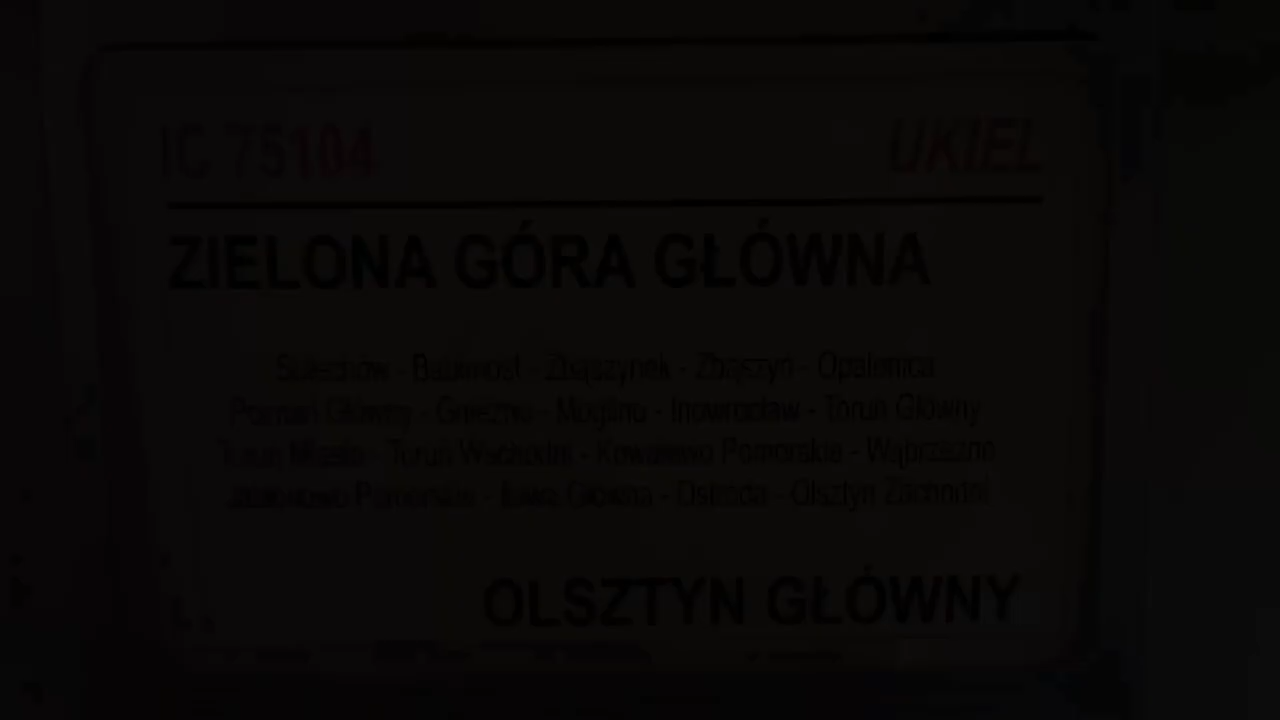 IC 75104 UKIEL
ZIELONA GÓRA GŁÓWNA
Sulechów - Babimost - Zbąszynek - Zbąszyń - Opalenica
Poznań Główny - Gniezno - Mogilno - Inowrocław - Toruń Główny
Toruń Miasto - Toruń Wschodni - Kowalewo Pomorskie - Wąbrzeźno
Jabłonowo Pomorskie - Iława Główna - Ostróda - Olsztyn Zachodni
OLSZTYN GŁÓWNY